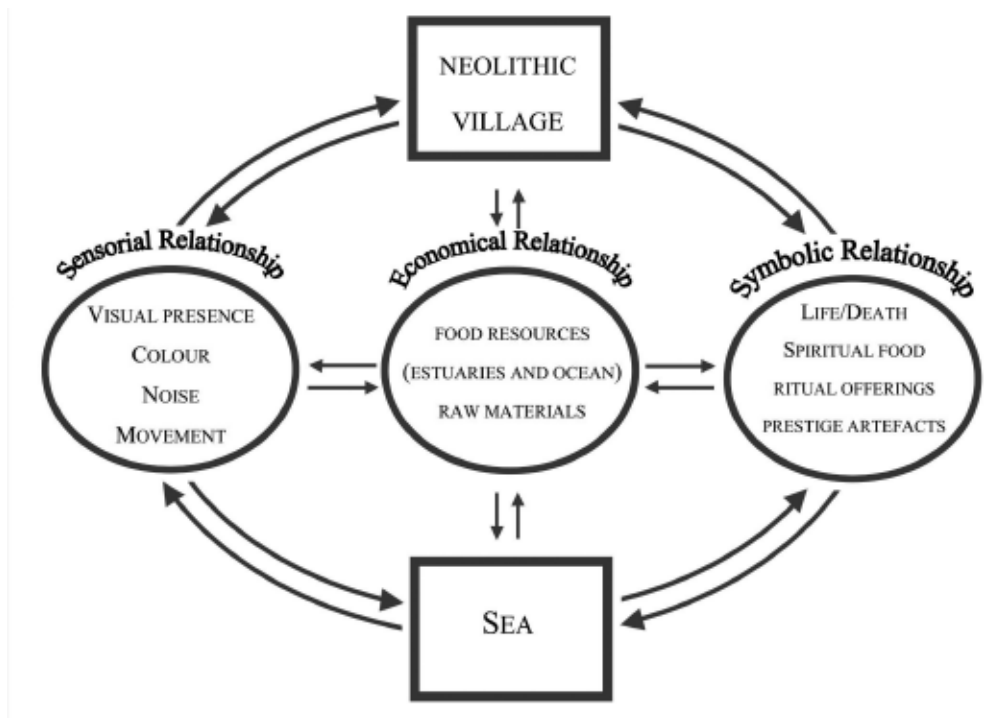 NEOLITHIC
VILLAGE
Sensorial Relationship
VISUAL PRESENCE
COLOUR
NOISE
MOVEMENT
Economical Relationship
FOOD RESOURCES
(ESTUARIES AND OCEAN)
RAW MATERIALS
Symbolic Relationship
LIFE/DEATH
SPIRITUAL FOOD
RITUAL OFFERINGS
PRESTIGE ARTEFACTS
SEA